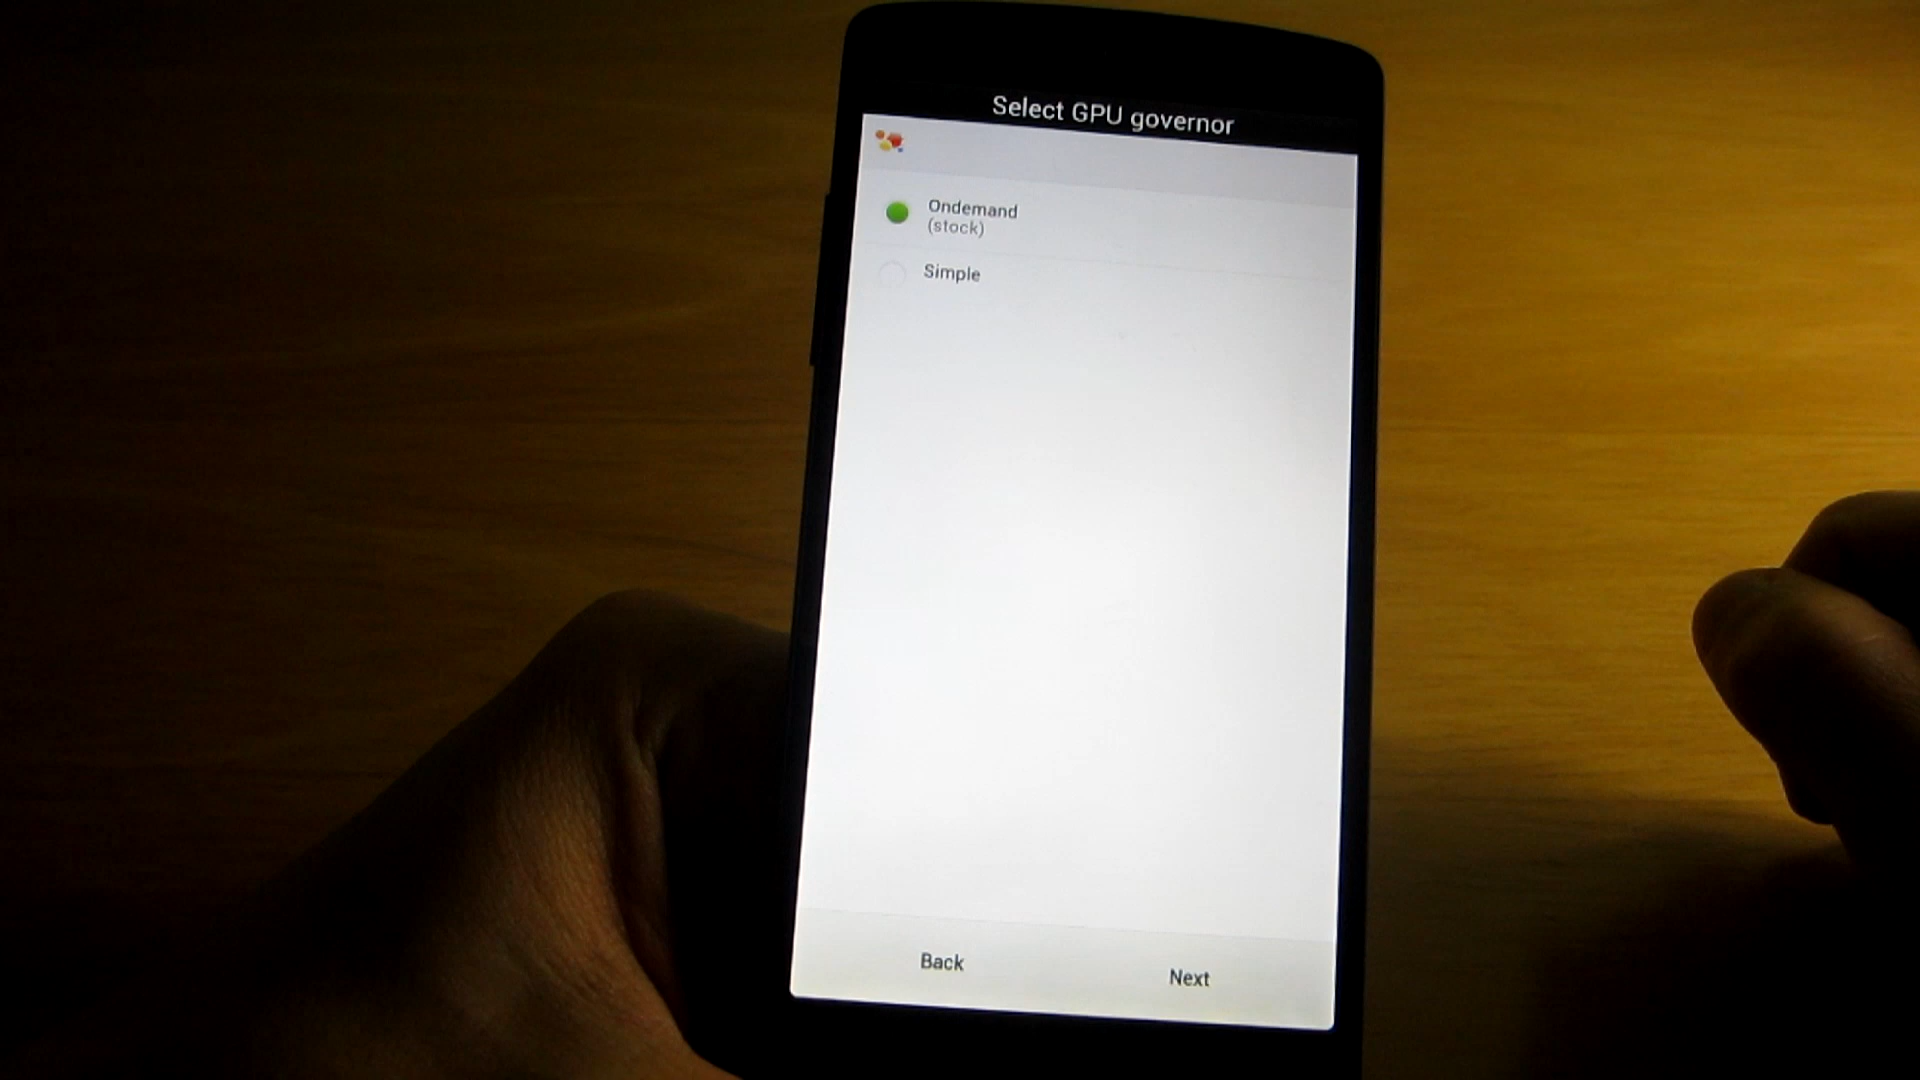 Select GPU governor
Ondemand
(stock)
Simple
Back
Next